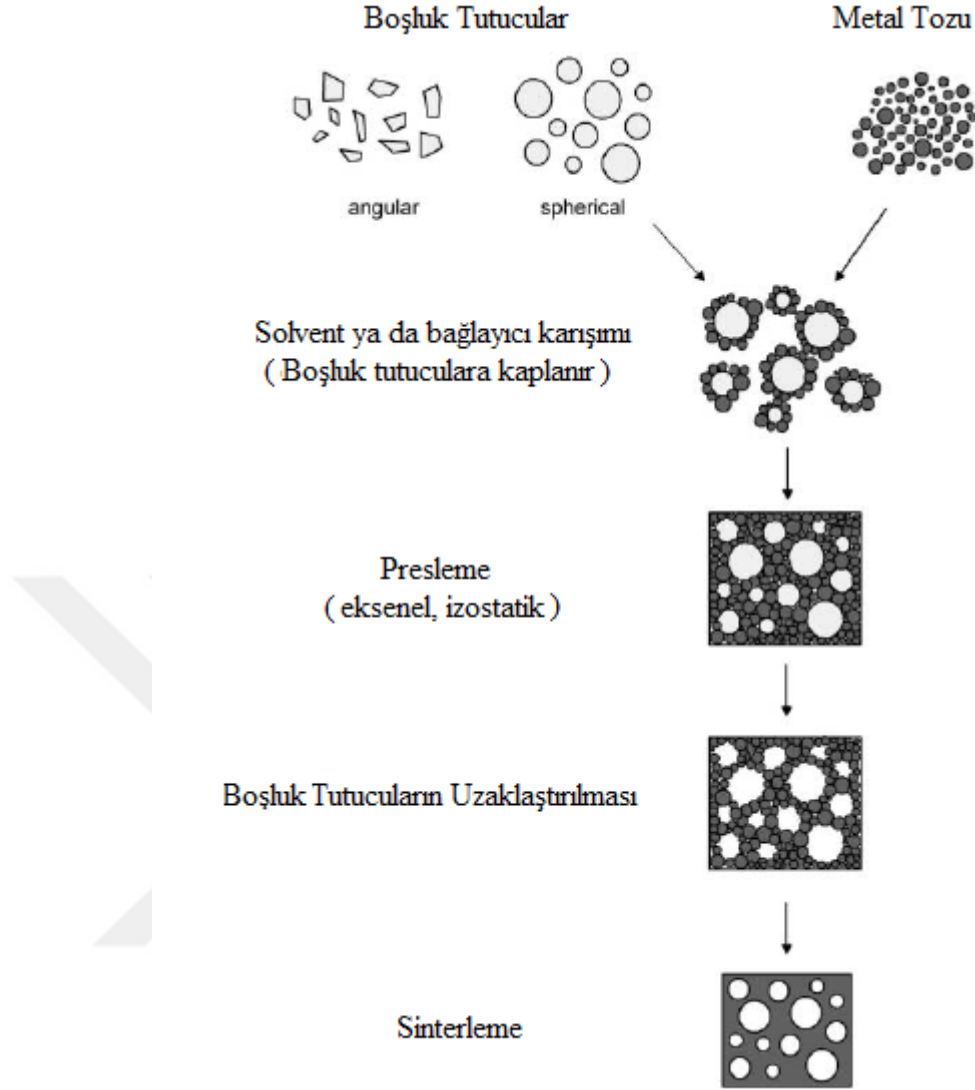 Boşluk Tutucular
Metal Tozu
angular
spherical
Solvent ya da bağlayıcı karışımı
( Boşluk tutuculara kaplanır )
Presleme
( eksenel, izostatik )
Boşluk Tutucuların Uzaklaştırılması
Sinterleme